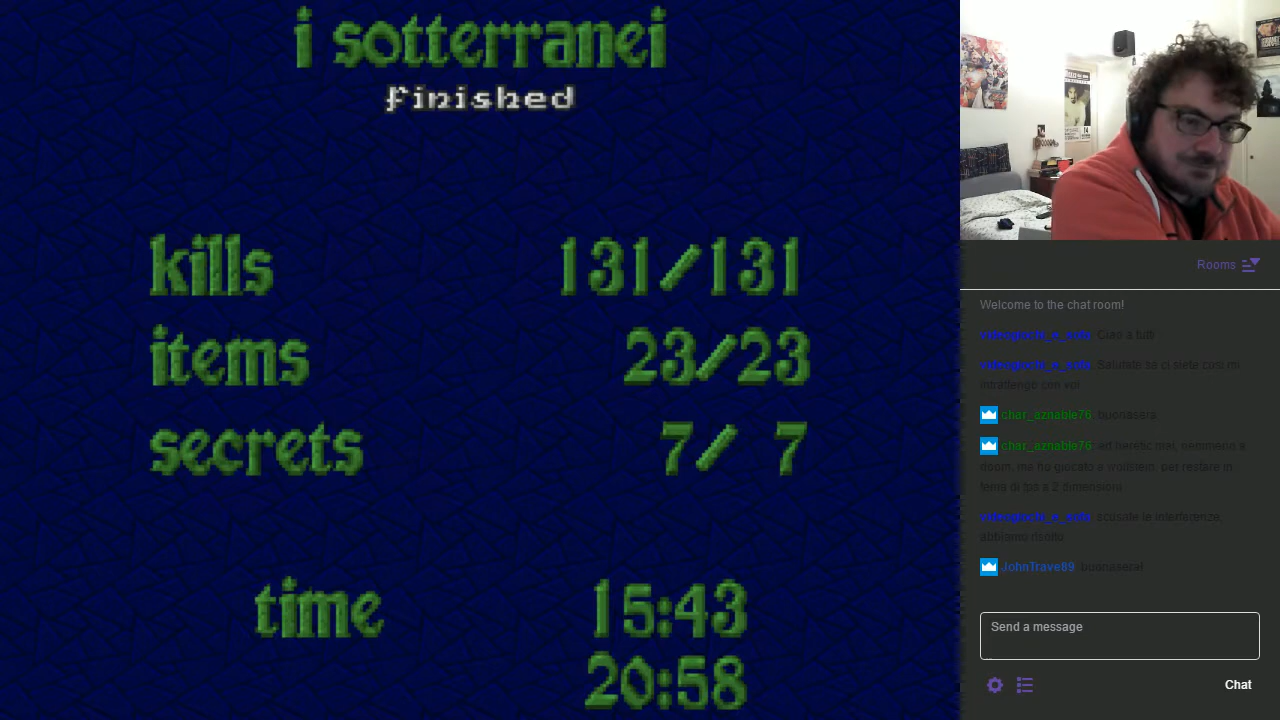 i sotterranei
finished
kills 131/131
items 23/23
secrets 7/ 7
time 15:43
20:58
Rooms
Welcome to the chat room!
Ciao a tutti
Salutate se ci siete così mi
intrattengo con voi
char_aznable76: buonasera
char_aznable76: ad heretic mai, nemmeno a
doom, ma ho giocato a wolfstein, per restare in
tema di fps a 2 dimensioni
scusate le interferenze,
abbiamo risolto
JohnTrave89: buonasera!
Send a message
Chat